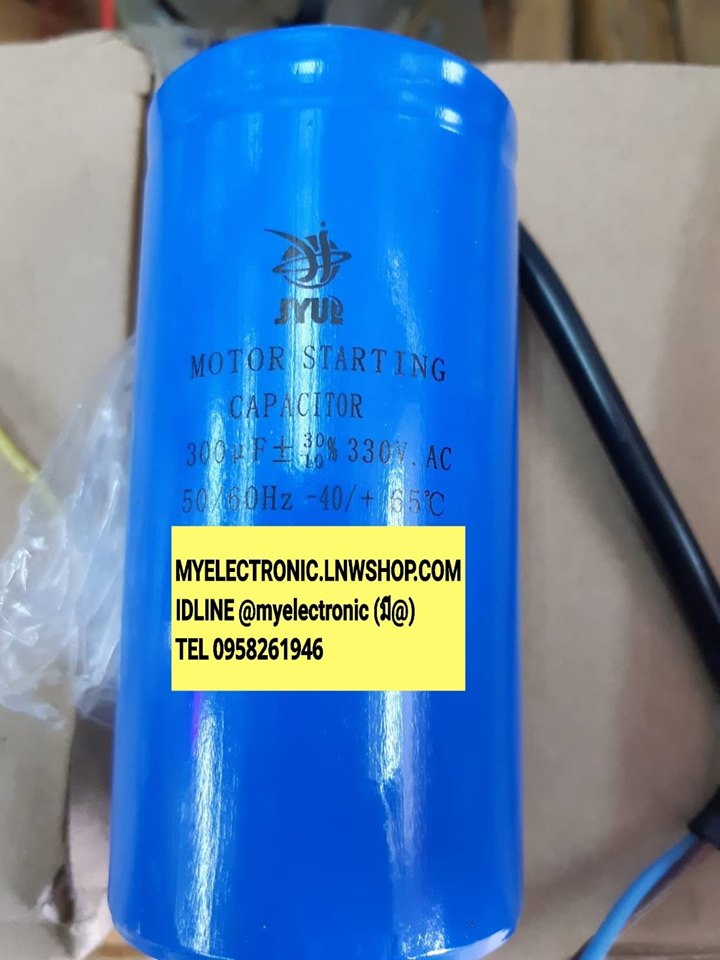 JYUL
MOTOR STARTING
CAPACITOR
300μF±30/10% 330V.AC
50/60Hz -40/+ 65℃
MYELECTRONIC.LNWSHOP.COM
IDLINE @myelectronic (มี@)
TEL 0958261946